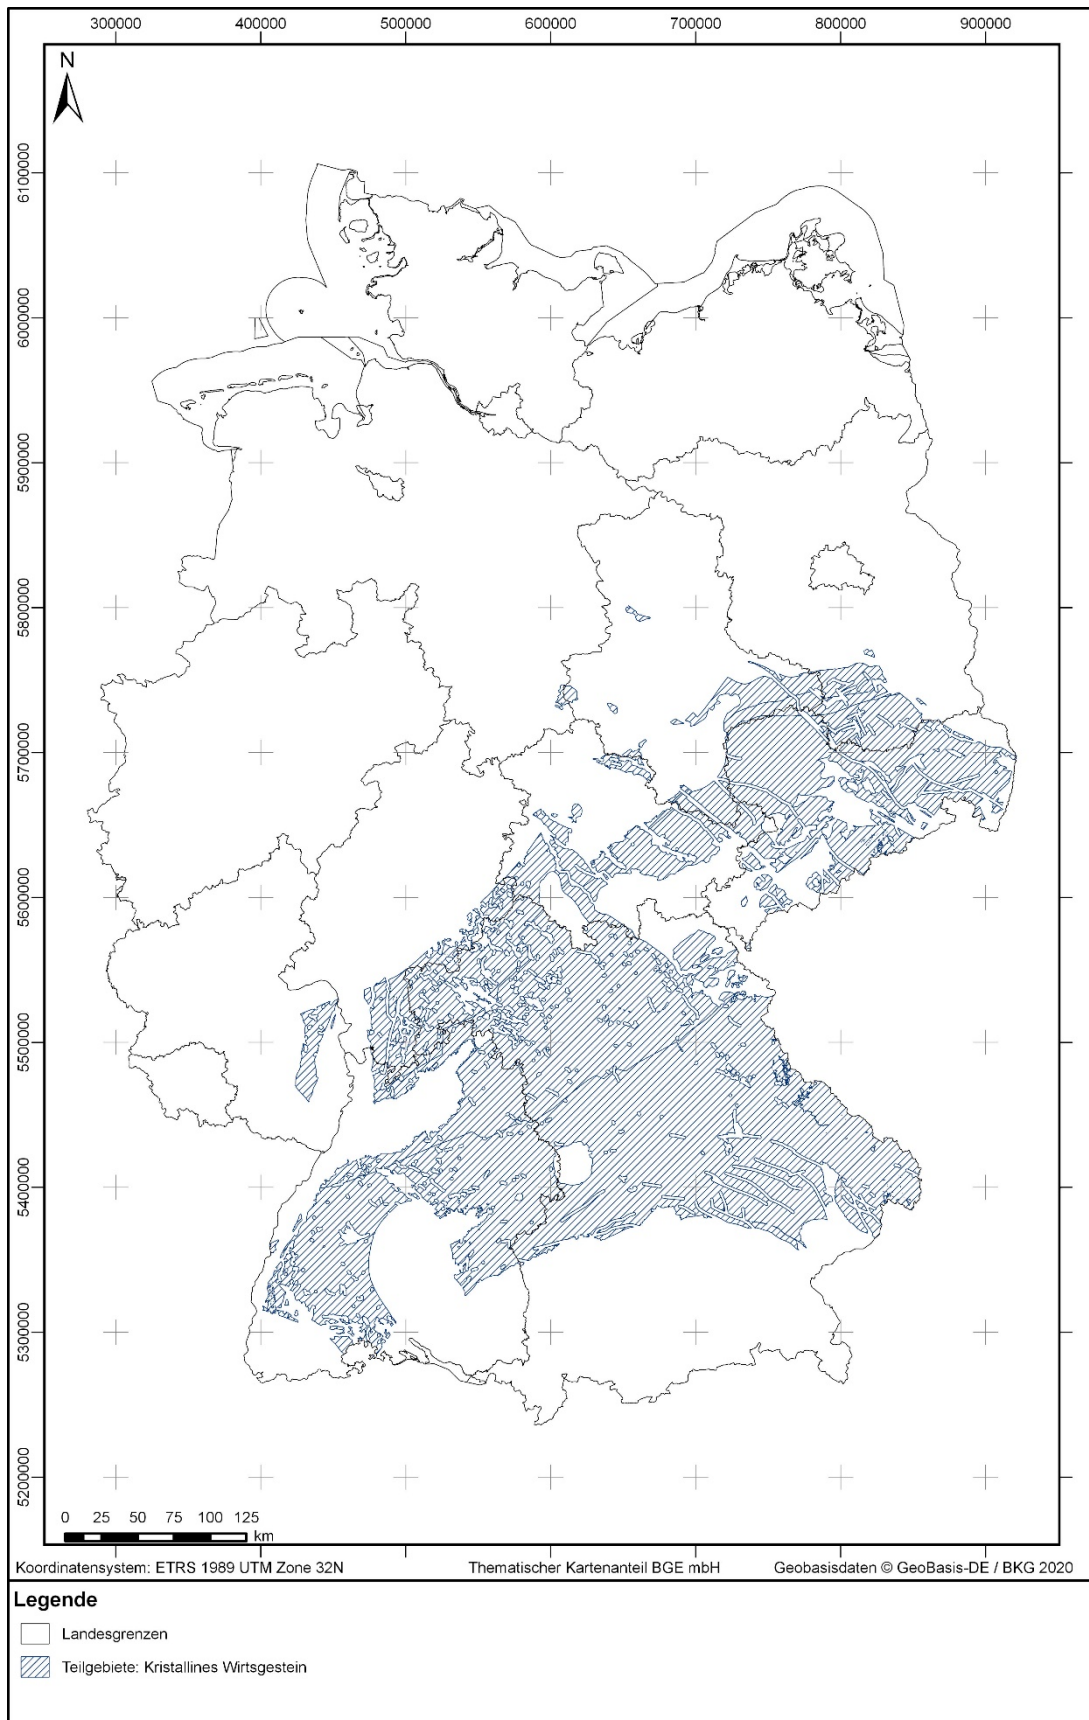 300000 400000 500000 600000 700000 800000 900000
N
6100000
6000000
5900000
5800000
5700000
5600000
5500000
5400000
5300000
5200000
0 25 50 75 100 125
km
Koordinatensystem: ETRS 1989 UTM Zone 32N Thematischer Kartenanteil BGE mbH Geobasisdaten © GeoBasis-DE / BKG 2020
Legende
Landesgrenzen
Teilgebiete: Kristallines Wirtsgestein